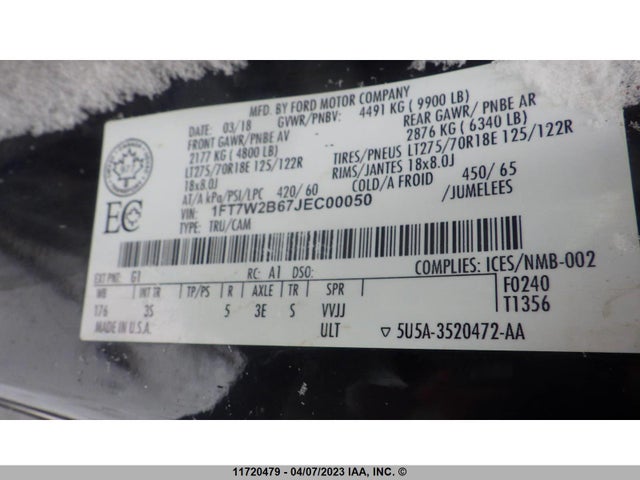 MFD. BY FORD MOTOR COMPANY
DATE: 03/18 GVWR/PNBV: 4491 KG (9900 LB)
FRONT GAWR/PNBE AV REAR GAWR/ PNBE AR
2177 KG (4800 LB) 2876 KG (6340 LB)
LT275/70R18E 125/122R TIRES/PNEUS LT275/70R18E 125/122R
18x8.0J RIMS/JANTES 18x8.0J
AT/A kPa/PSI/LPC 420/60 COLD/A FROID 450/65
VIN: 1FT7W2B67JEC00050 /JUMELEES
TYPE: TRU/CAM
EC
EXT PNT: G1 RC: A1 DSO: COMPLIES: ICES/NMB-002
WB INT TR TP/PS R AXLE TR SPR F0240
176 3S 5 3E S VVJJ T1356
MADE IN U.S.A. ULT ▽ 5U5A-3520472-AA
11720479 - 04/07/2023 IAA, INC. ©